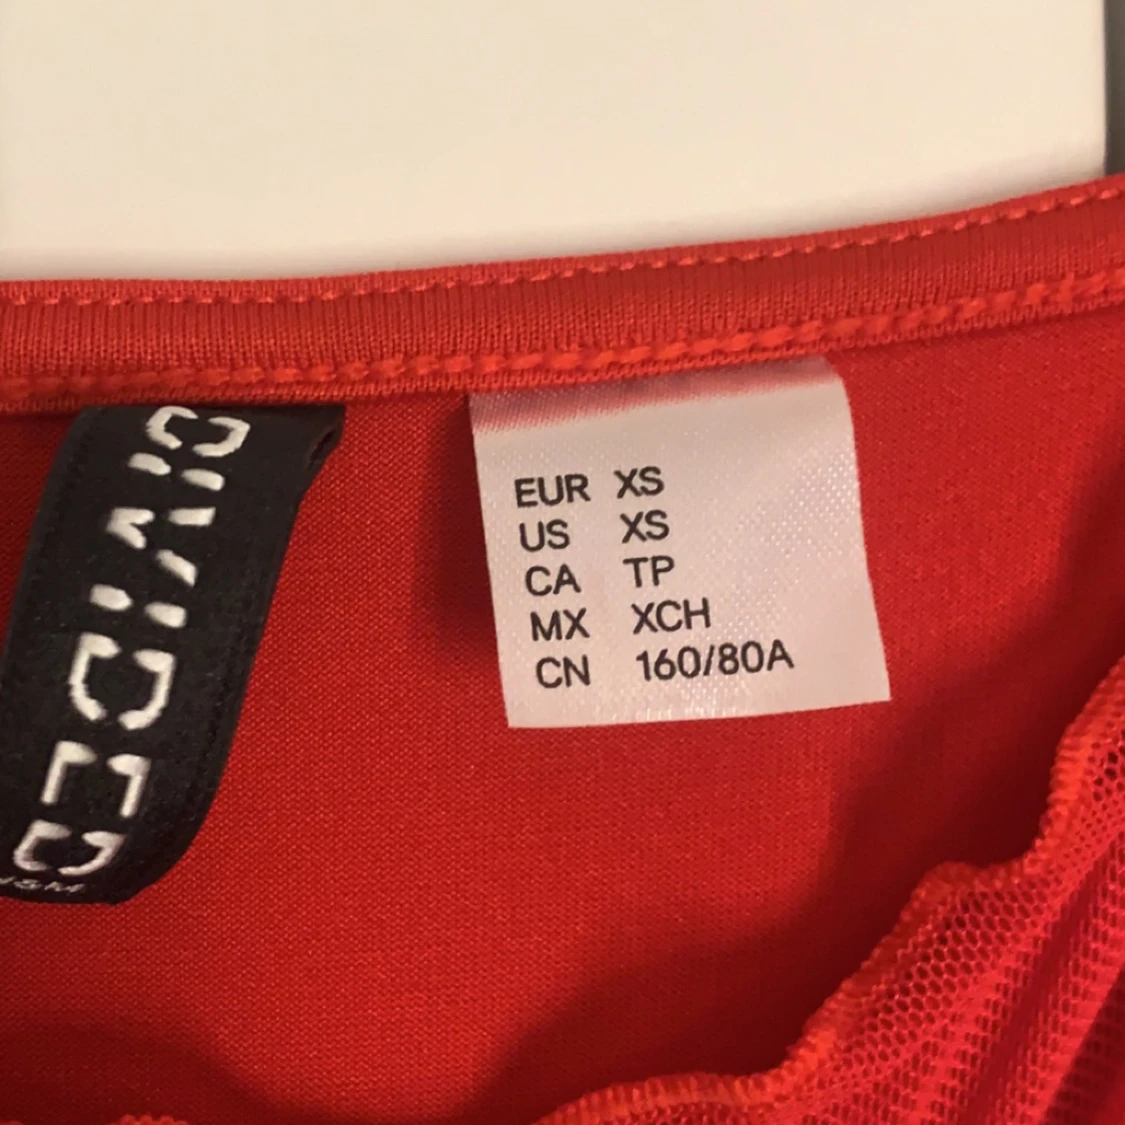 DIVIDED
H&M
EUR XS
US XS
CA TP
MX XCH
CN 160/80A